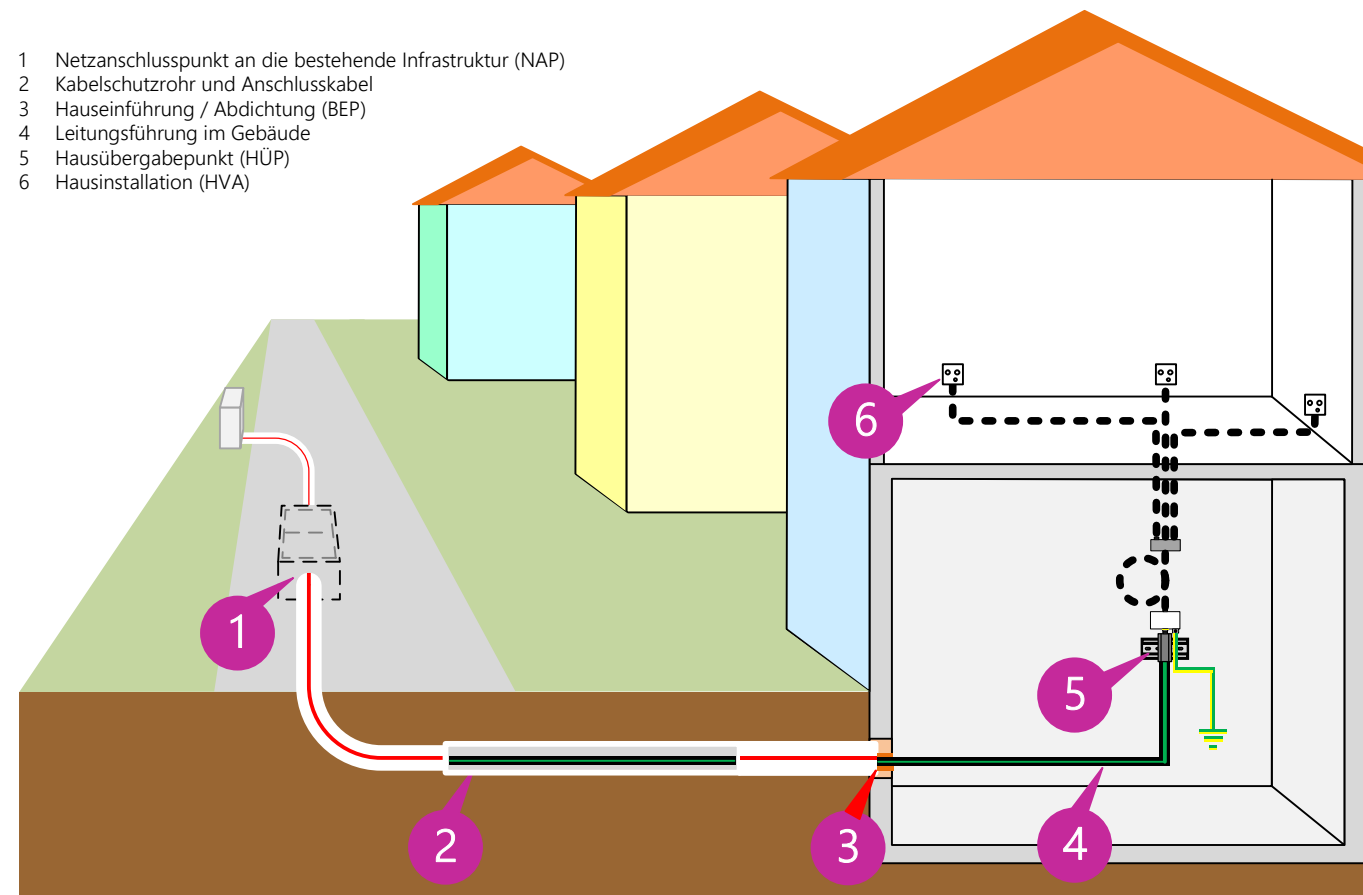 1 Netzanschlusspunkt an die bestehende Infrastruktur (NAP)
2 Kabelschutzrohr und Anschlusskabel
3 Hauseinführung / Abdichtung (BEP)
4 Leitungsführung im Gebäude
5 Hausübergabepunkt (HÜP)
6 Hausinstallation (HVA)
6
1
5
2
3
4